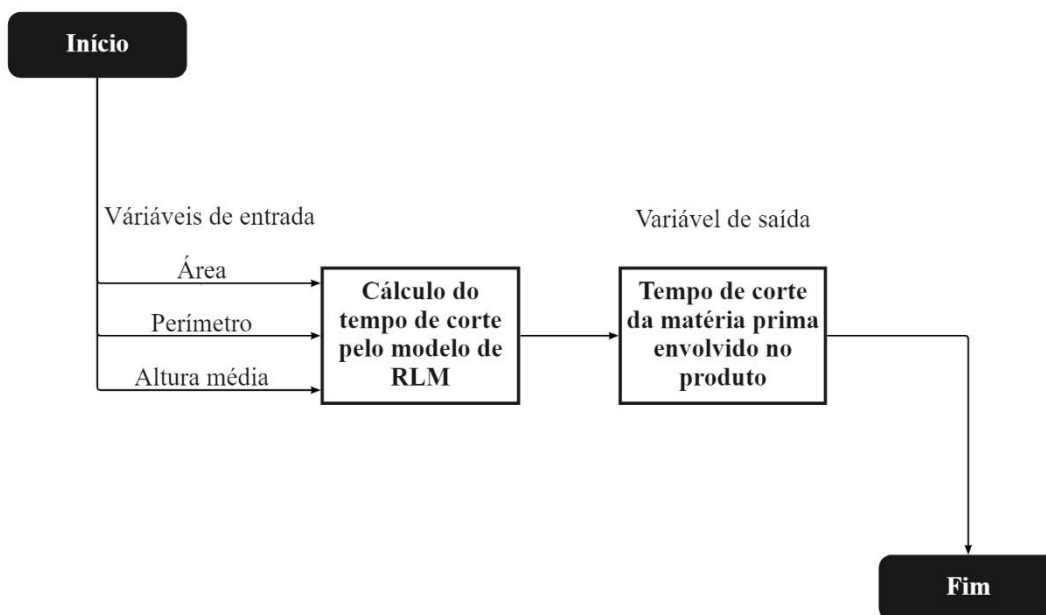 Início
Váriáveis de entrada
Variável de saída
Área
Perímetro
Altura média
Cálculo do
tempo de corte
pelo modelo de
RLM
Tempo de corte
da matéria prima
envolvido no
produto
Fim